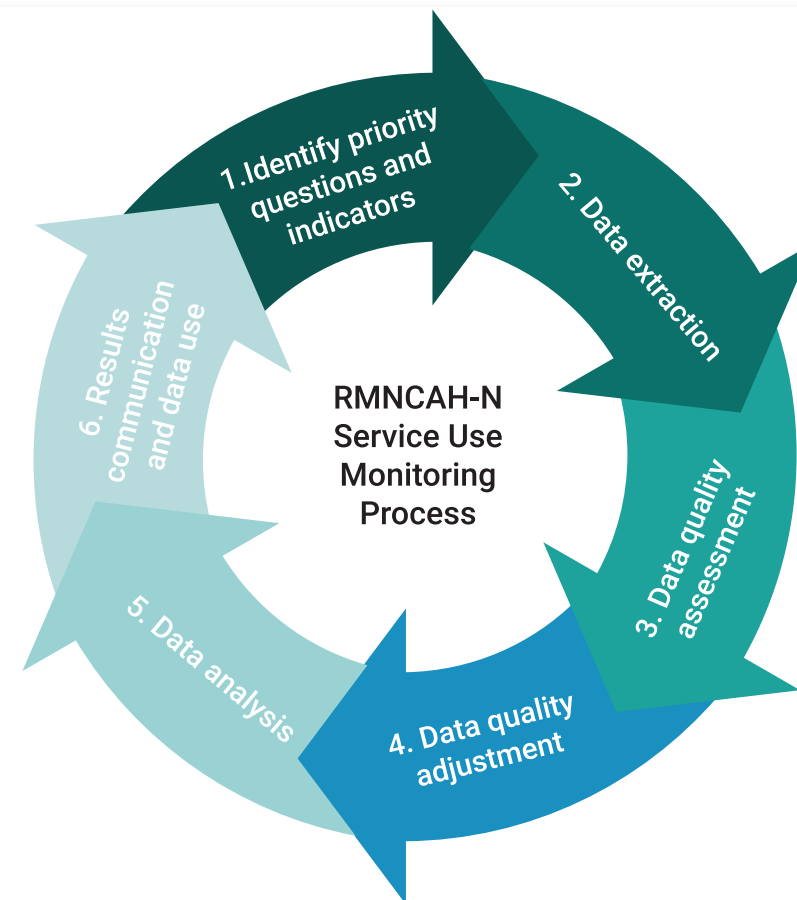 1.Identify priority
questions and
indicators
2. Data extraction
3. Data quality
assessment
4. Data quality
adjustment
5. Data analysis
6. Results
communication
and data use
RMNCAH-N
Service Use
Monitoring
Process